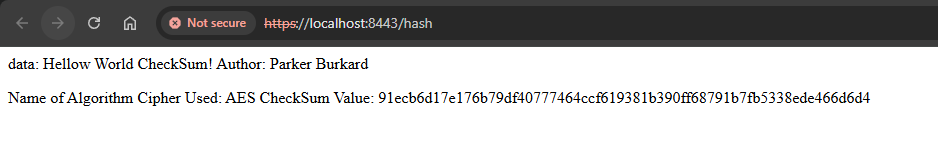 Not secure https://localhost:8443/hash
data: Hellow World CheckSum! Author: Parker Burkard
Name of Algorithm Cipher Used: AES CheckSum Value: 91ecb6d17e176b79df40777464ccf619381b390ff68791b7fb5338ede466d6d4